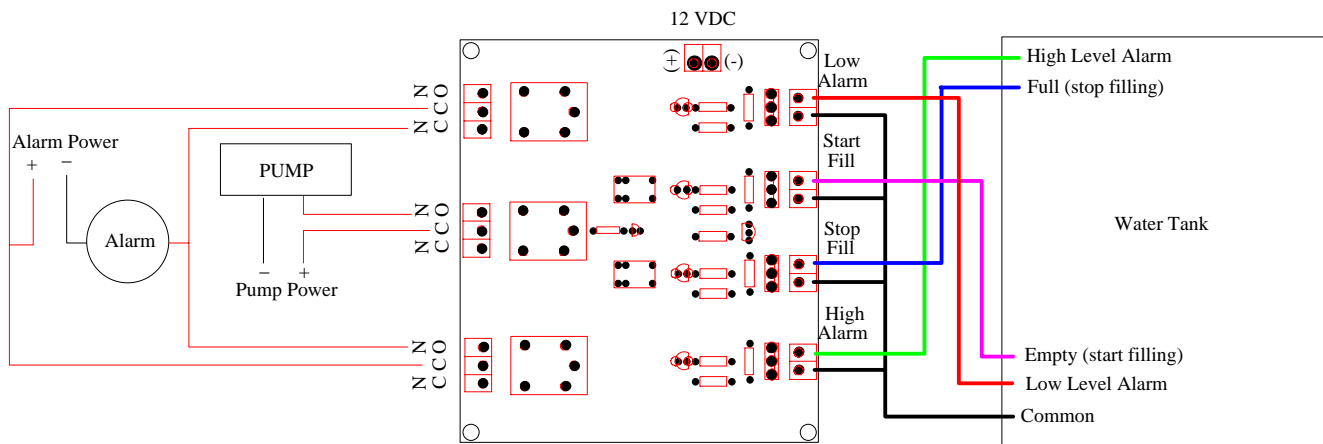 12 VDC
(+)
(-)
Low
Alarm
High Level Alarm
Full (stop filling)
N C C O
N
Alarm Power
+
−
PUMP
Start
Fill
N C C O
N
Alarm
Water Tank
Stop
Fill
−
+
Pump Power
High
Alarm
N C C O
N
Empty (start filling)
Low Level Alarm
Common